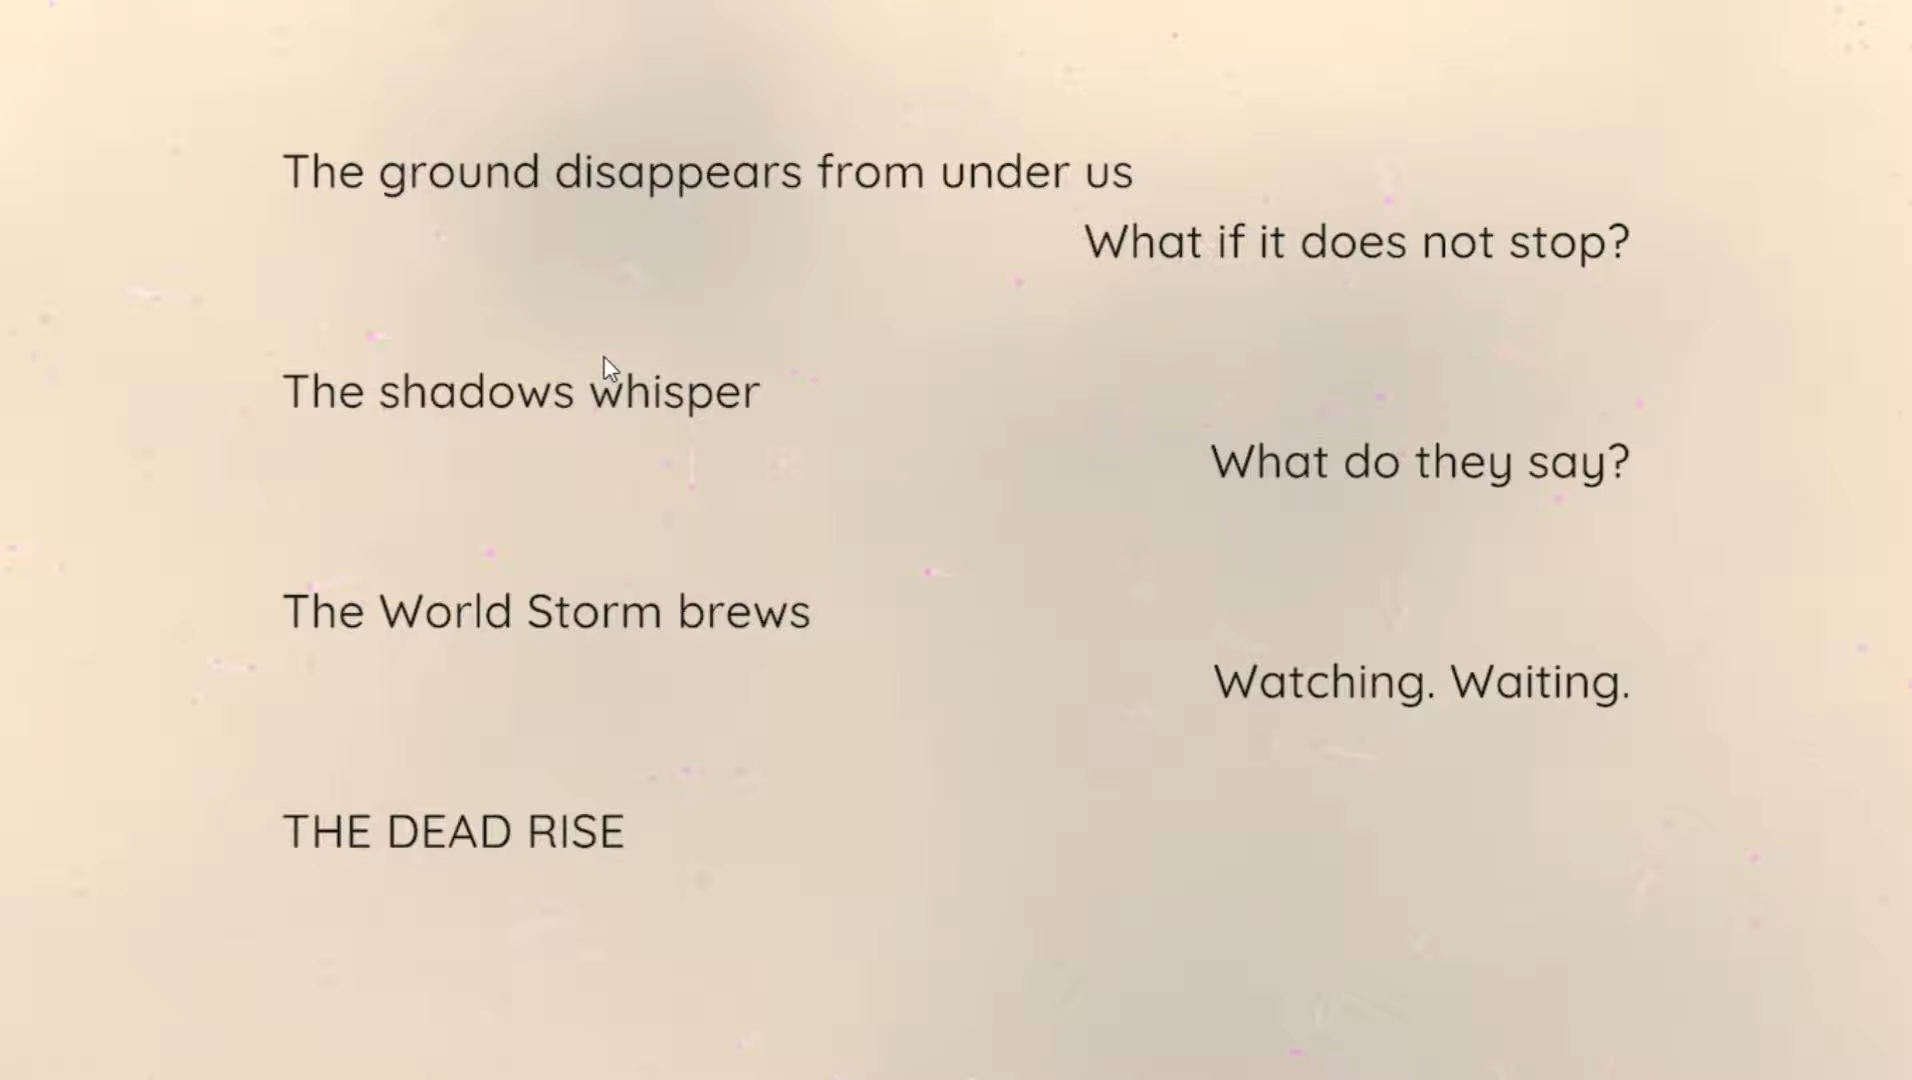 The ground disappears from under us
What if it does not stop?
The shadows whisper
What do they say?
The World Storm brews
Watching. Waiting.
THE DEAD RISE